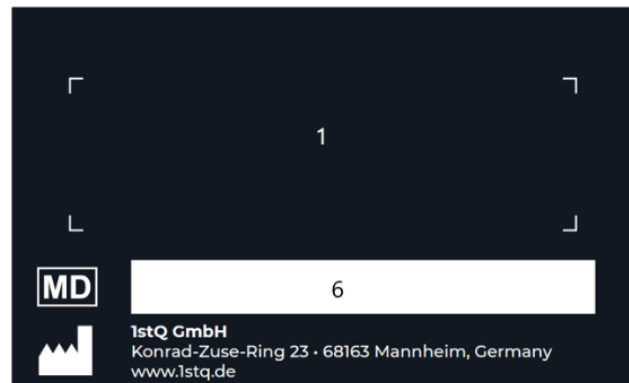 1
MD
6
1stQ GmbH
Konrad-Zuse-Ring 23 · 68163 Mannheim, Germany
www.1stq.de